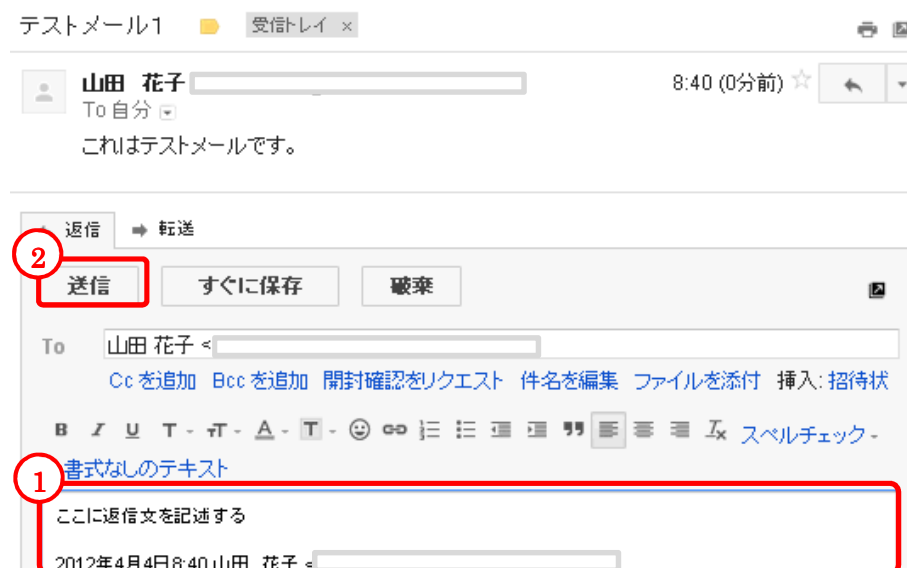 テストメール1 受信トレイ ×
山田 花子 8:40 (0分前)
To 自分
これはテストメールです。
返信 転送
2
送信 すぐに保存 破棄
To 山田 花子 <
Cc を追加 Bcc を追加 開封確認をリクエスト 件名を編集 ファイルを添付 挿入: 招待状
B I U T T A T スペルチェック
書式なしのテキスト
1
ここに返信文を記述する
2012年4月4日8:40 山田 花子 <